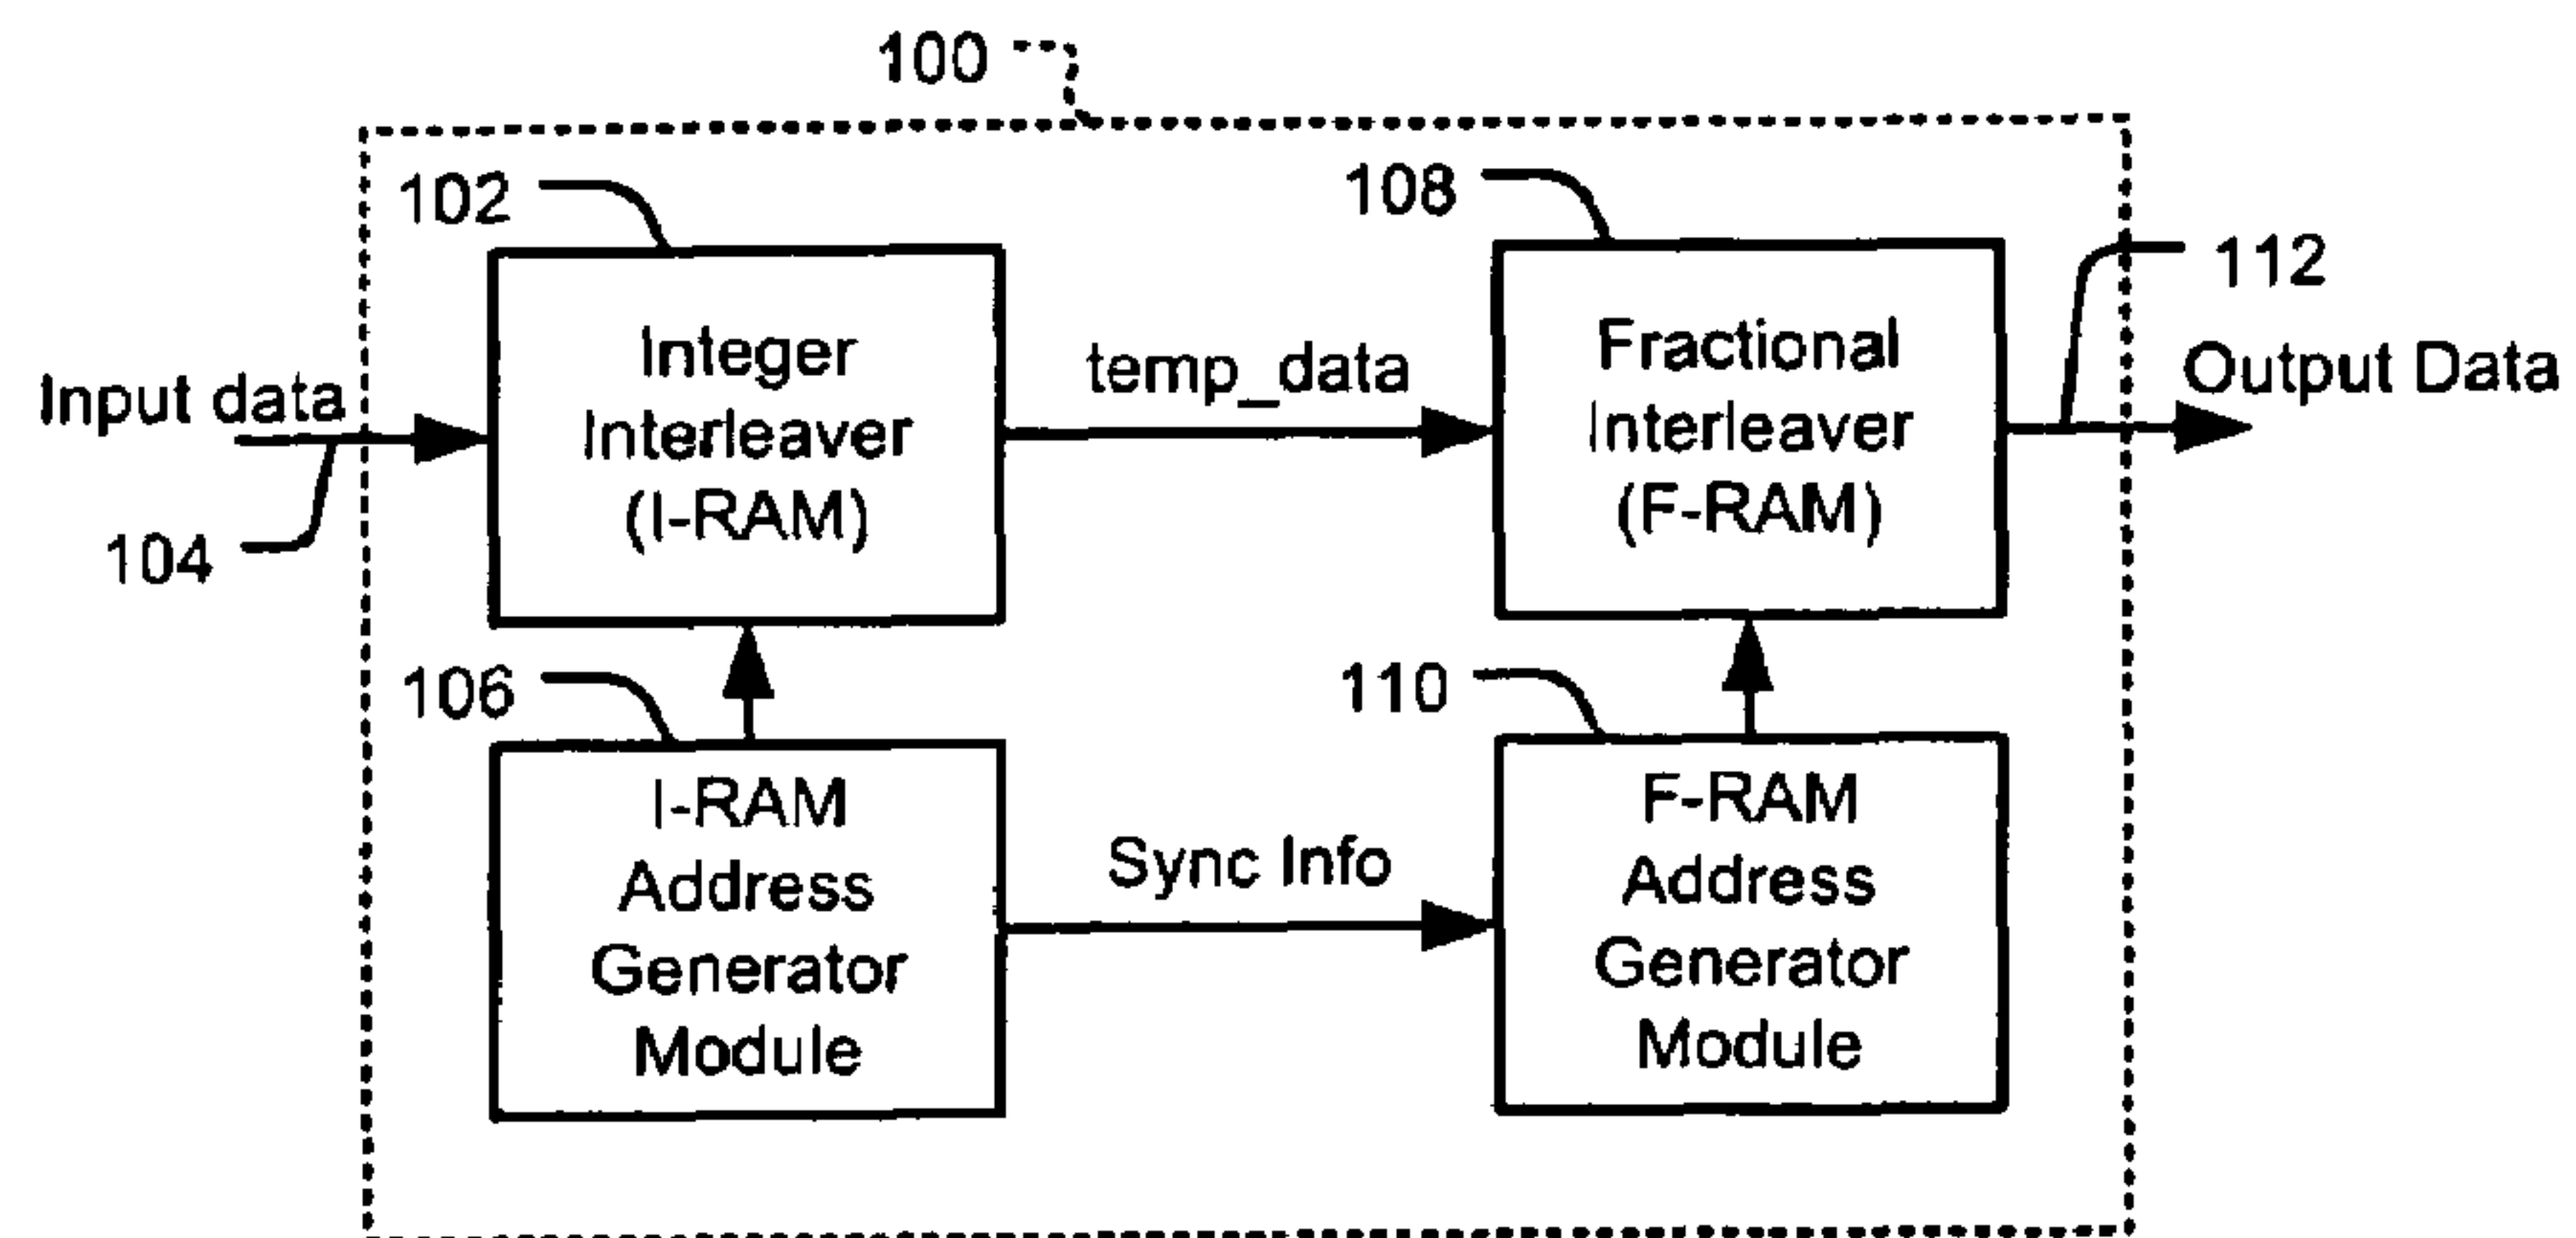 100
102
108
112
Integer
Interleaver
(I-RAM)
Fractional
Interleaver
(F-RAM)
Input data
temp_data
Output Data
104
106
110
I-RAM
Address
Generator
Module
Sync Info
F-RAM
Address
Generator
Module